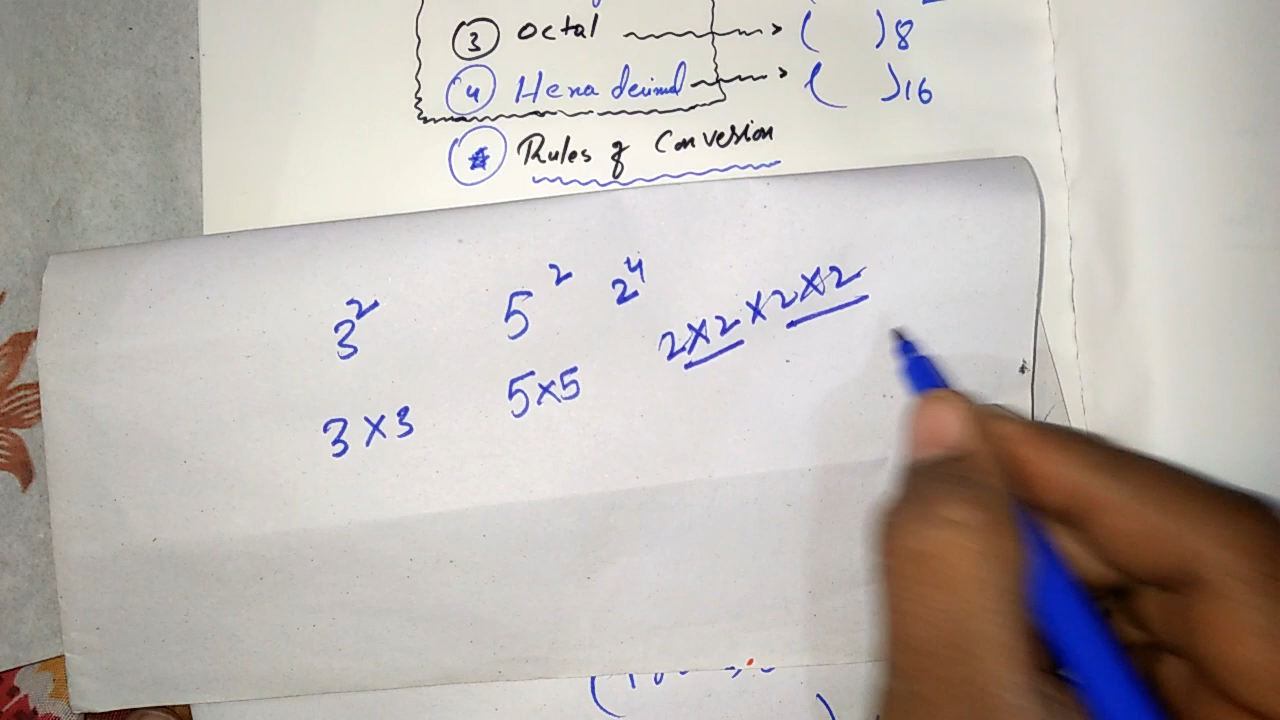 ③ Octal ----> ( )8
④ Hexa decimal ----> ( )16
Rules of Conversion
3² 5² 2⁴ 2×2×2×2
3×3 5×5